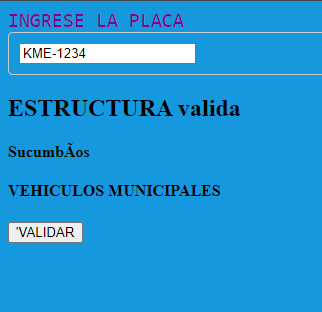 INGRESE LA PLACA
KME-1234
ESTRUCTURA valida
SucumbÃos
VEHICULOS MUNICIPALES
'VALIDAR